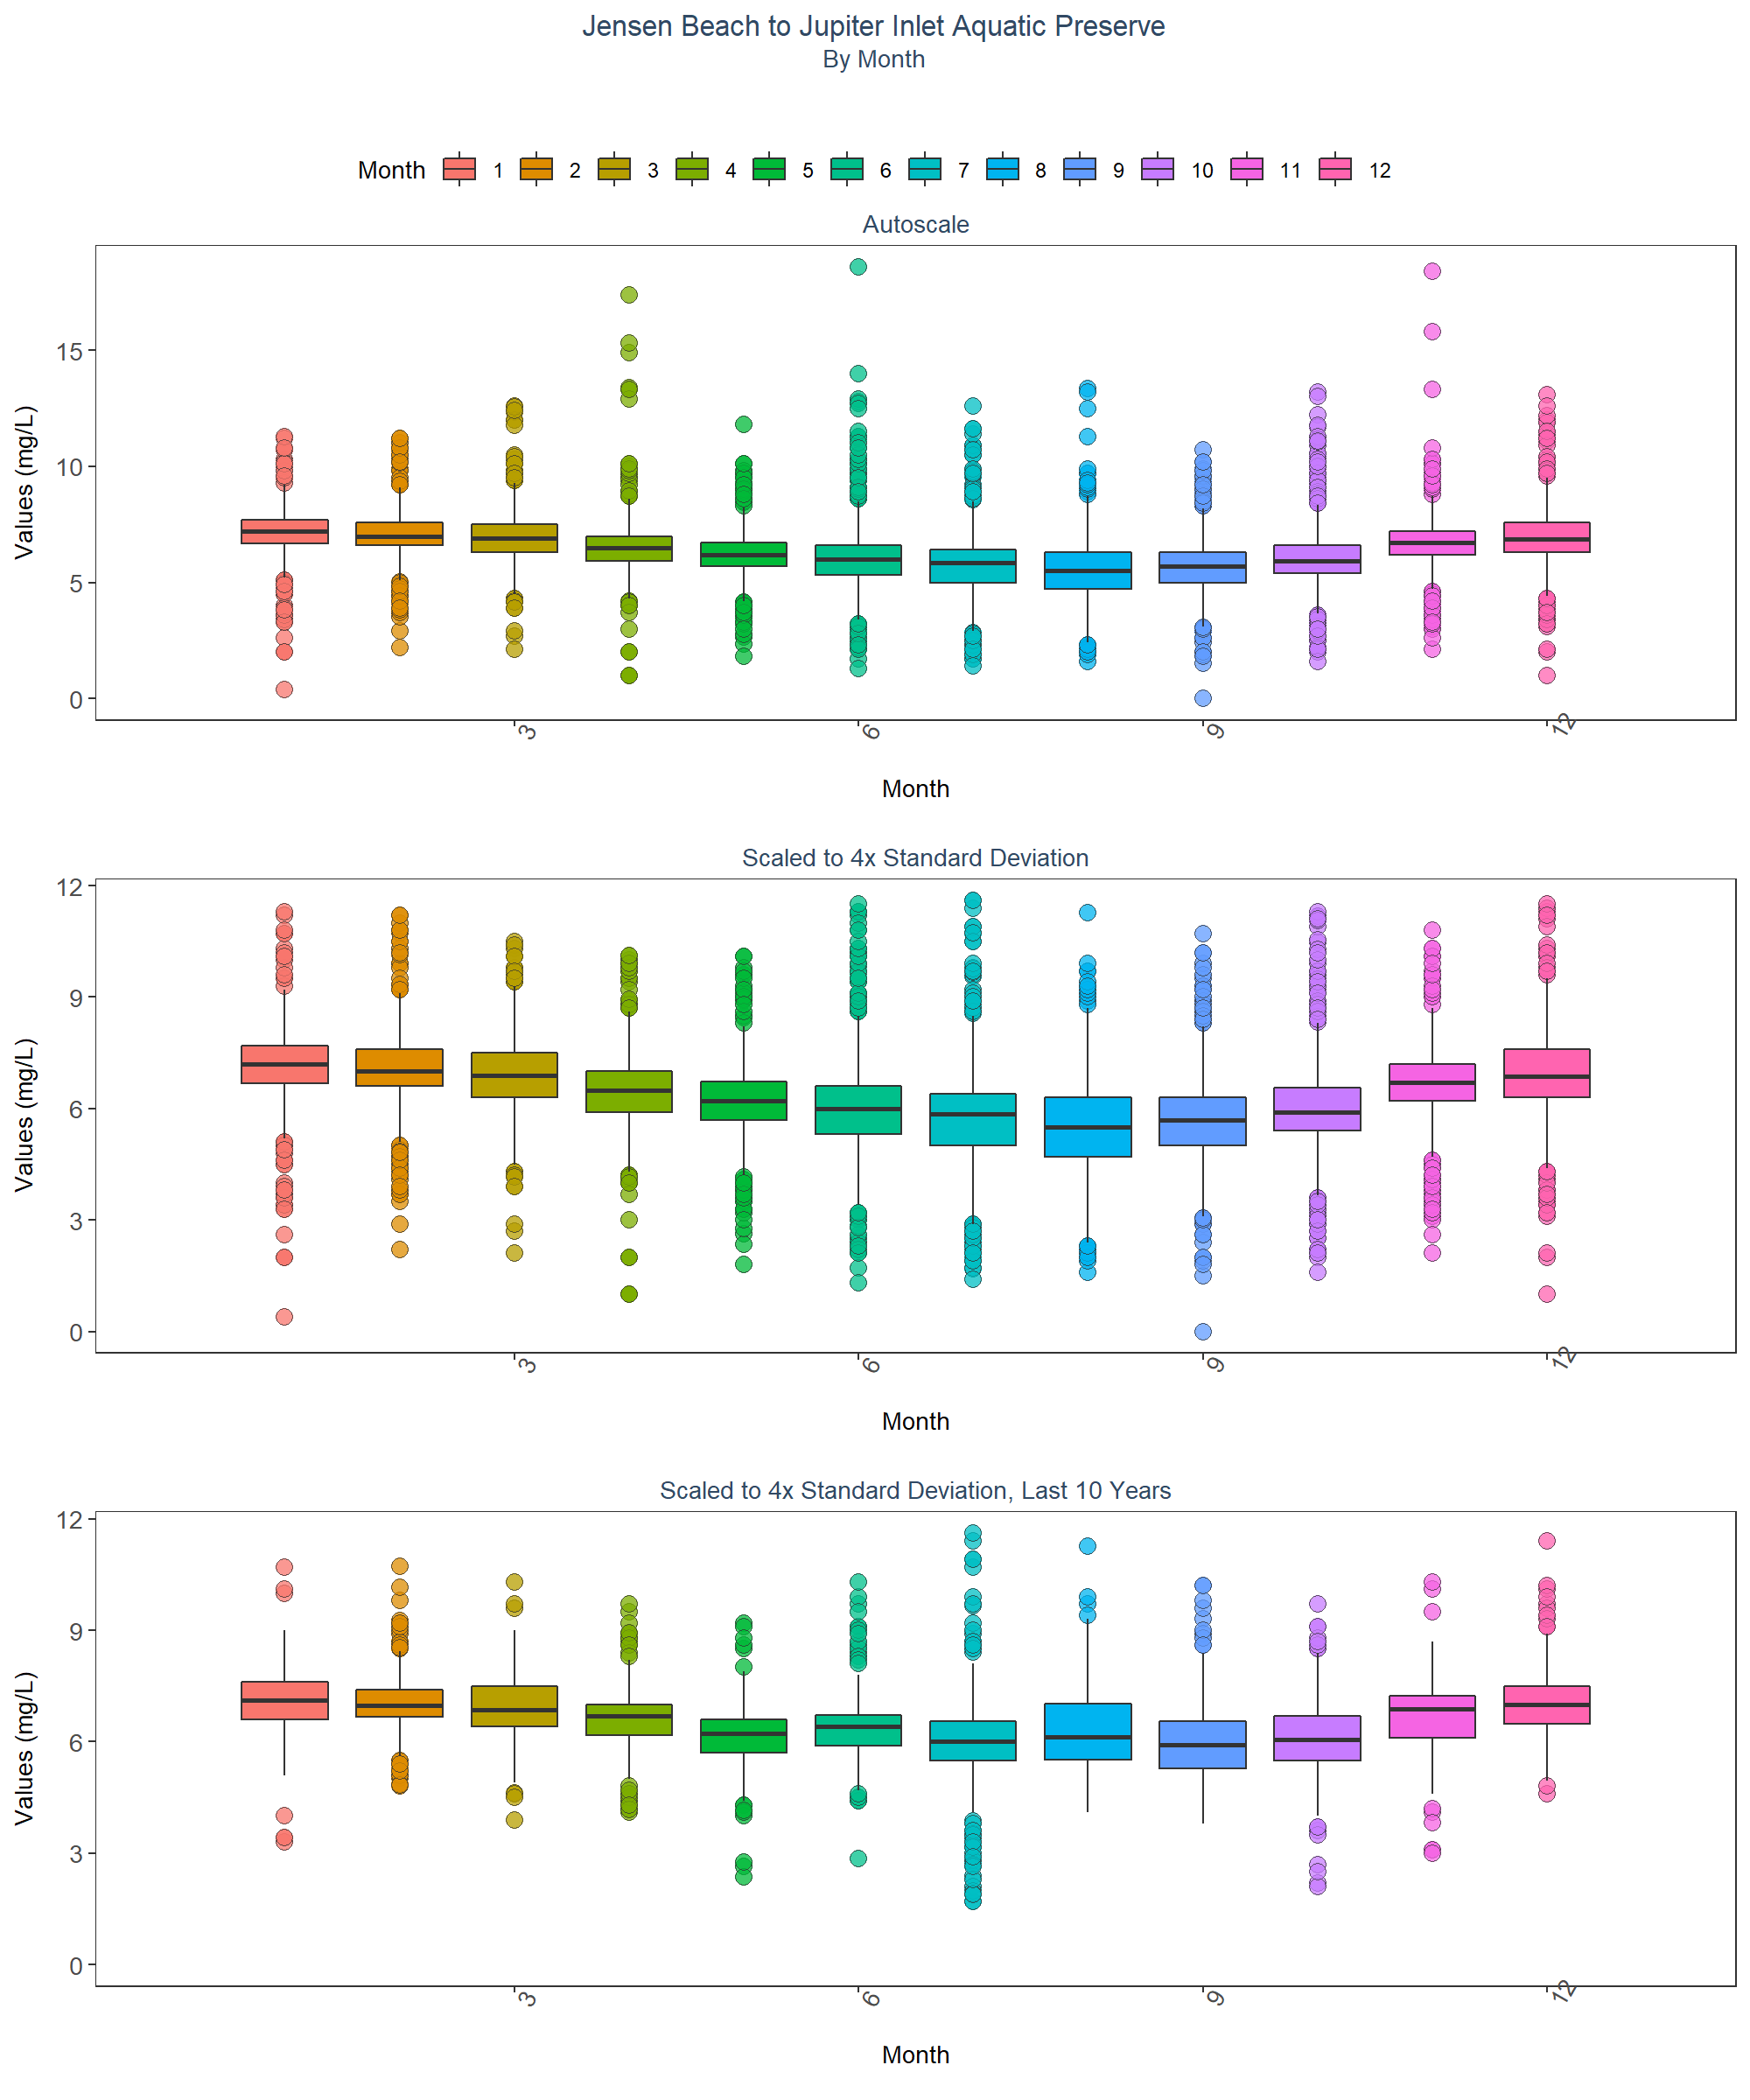 Jensen Beach to Jupiter Inlet Aquatic Preserve
By Month
Month 1 2 3 4 5 6 7 8 9 10 11 12
Autoscale
Values (mg/L)
15
10
5
0
3 6 9 12
Month
Scaled to 4x Standard Deviation
Values (mg/L)
12
9
6
3
0
3 6 9 12
Month
Scaled to 4x Standard Deviation, Last 10 Years
Values (mg/L)
12
9
6
3
0
3 6 9 12
Month